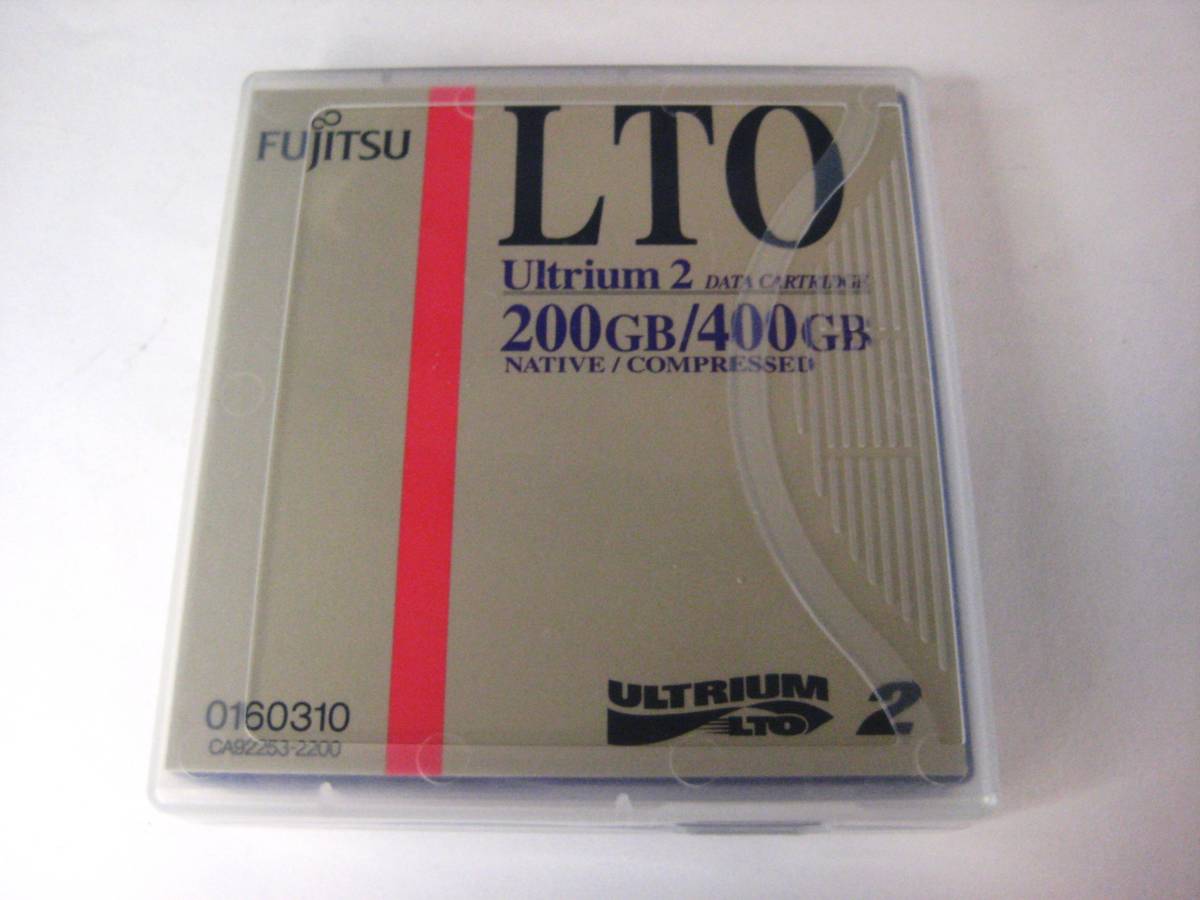 FUJITSU
LTO
Ultrium 2 DATA CARTRIDGE
200GB/400GB
NATIVE / COMPRESSED
0160310
CA92253-2200
ULTRIUM
LTO
2